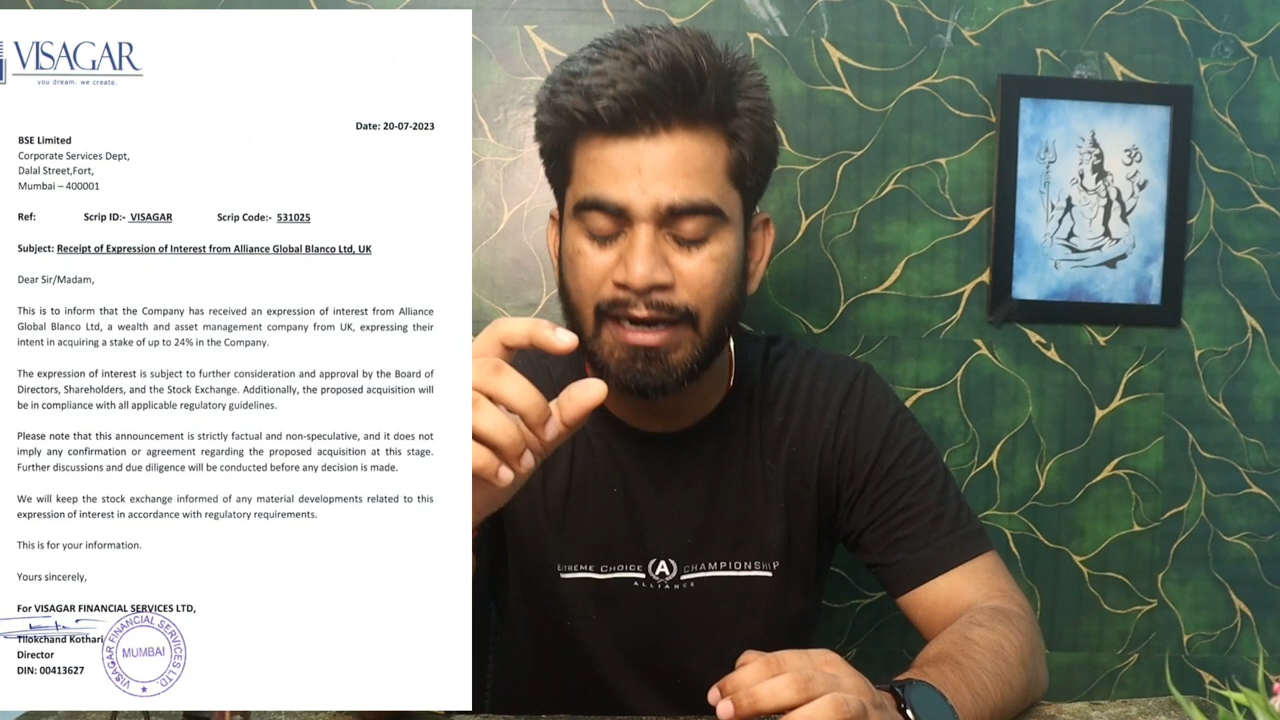 VISAGAR
you dream. we create.
Date: 20-07-2023
BSE Limited
Corporate Services Dept,
Dalal Street,Fort,
Mumbai – 400001
Ref: Scrip ID:- VISAGAR Scrip Code:- 531025
Subject: Receipt of Expression of Interest from Alliance Global Blanco Ltd, UK
Dear Sir/Madam,
This is to inform that the Company has received an expression of interest from Alliance
Global Blanco Ltd, a wealth and asset management company from UK, expressing their
intent in acquiring a stake of up to 24% in the Company.
The expression of interest is subject to further consideration and approval by the Board of
Directors, Shareholders, and the Stock Exchange. Additionally, the proposed acquisition will
be in compliance with all applicable regulatory guidelines.
Please note that this announcement is strictly factual and non-speculative, and it does not
imply any confirmation or agreement regarding the proposed acquisition at this stage.
Further discussions and due diligence will be conducted before any decision is made.
We will keep the stock exchange informed of any material developments related to this
expression of interest in accordance with regulatory requirements.
This is for your information.
Yours sincerely,
For VISAGAR FINANCIAL SERVICES LTD,
Tilokchand Kothari
Director
DIN: 00413627
VISAGAR FINANCIAL SERVICES LTD.
MUMBAI
EXTREME CHOICE A CHAMPIONSHIP
ALLIANCE
ॐ